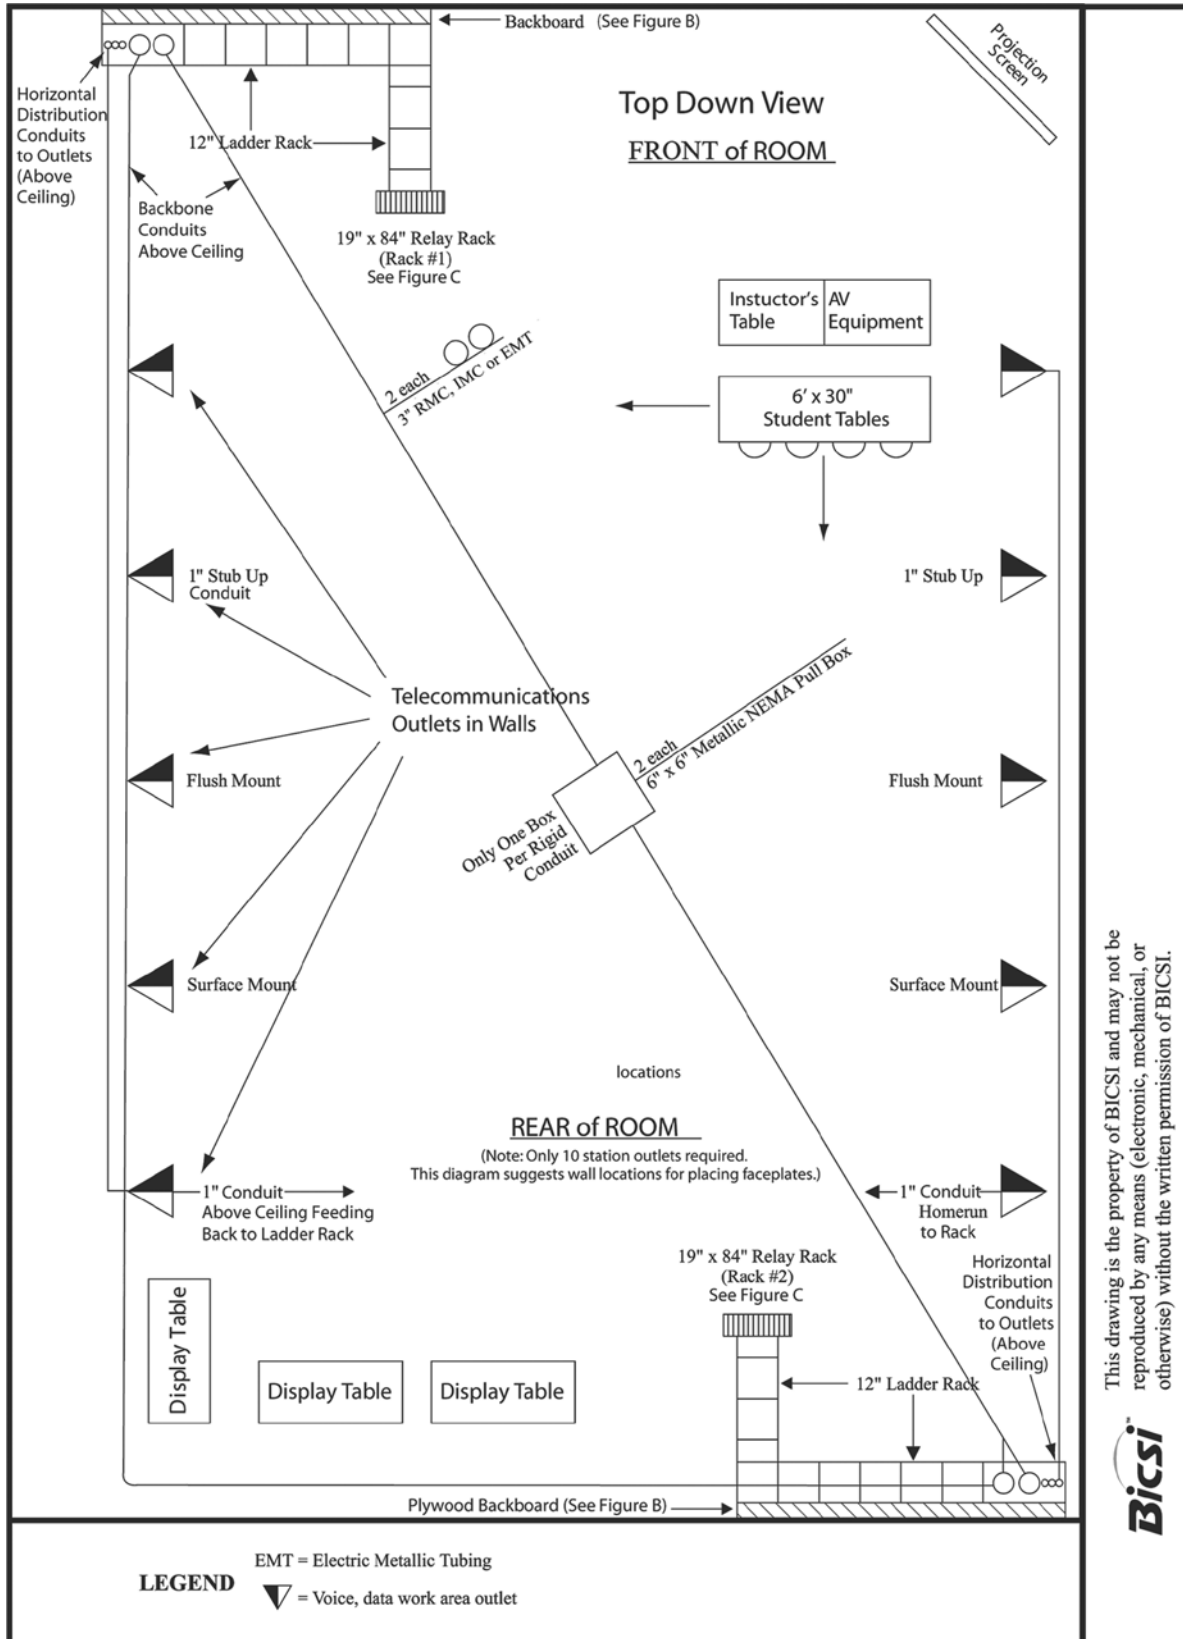 Backboard (See Figure B)
Projection
Screen
Horizontal
Distribution
Conduits
to Outlets
(Above
Ceiling)
Top Down View
FRONT of ROOM
12" Ladder Rack
Backbone
Conduits
Above Ceiling
19" x 84" Relay Rack
(Rack #1)
See Figure C
Instuctor's
Table
AV
Equipment
2 each
3" RMC, IMC or EMT
6' x 30"
Student Tables
1" Stub Up
Conduit
1" Stub Up
Telecommunications
Outlets in Walls
2 each
6" x 6" Metallic NEMA Pull Box
Flush Mount
Flush Mount
Only One Box
Per Rigid
Conduit
Surface Mount
Surface Mount
locations
REAR of ROOM
(Note: Only 10 station outlets required.
This diagram suggests wall locations for placing faceplates.)
1" Conduit
Above Ceiling Feeding
Back to Ladder Rack
1" Conduit
Homerun
to Rack
19" x 84" Relay Rack
(Rack #2)
See Figure C
Horizontal
Distribution
Conduits
to Outlets
(Above
Ceiling)
Display Table
Display Table
Display Table
12" Ladder Rack
Plywood Backboard (See Figure B)
LEGEND
EMT = Electric Metallic Tubing
= Voice, data work area outlet
This drawing is the property of BICSI and may not be
reproduced by any means (electronic, mechanical, or
otherwise) without the written permission of BICSI.
Bicsi™